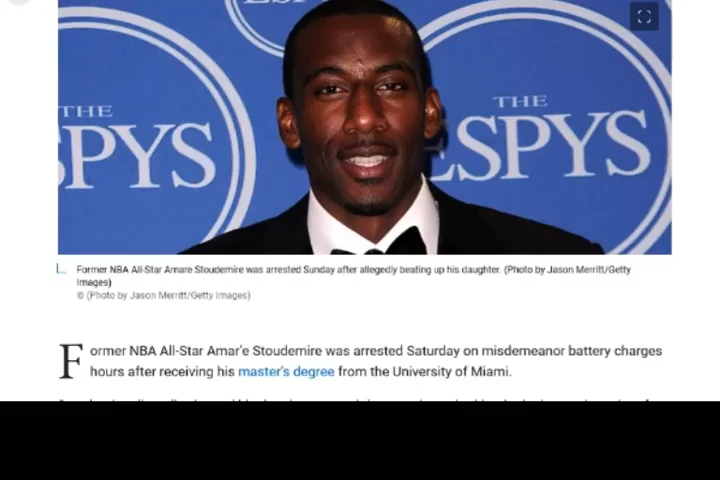 THE
ESPYS
THE
ESPYS
Former NBA All-Star Amare Stoudemire was arrested Sunday after allegedly beating up his daughter. (Photo by Jason Merritt/Getty
Images)
© (Photo by Jason Merritt/Getty Images)
Former NBA All-Star Amar'e Stoudemire was arrested Saturday on misdemeanor battery charges
hours after receiving his master's degree from the University of Miami.